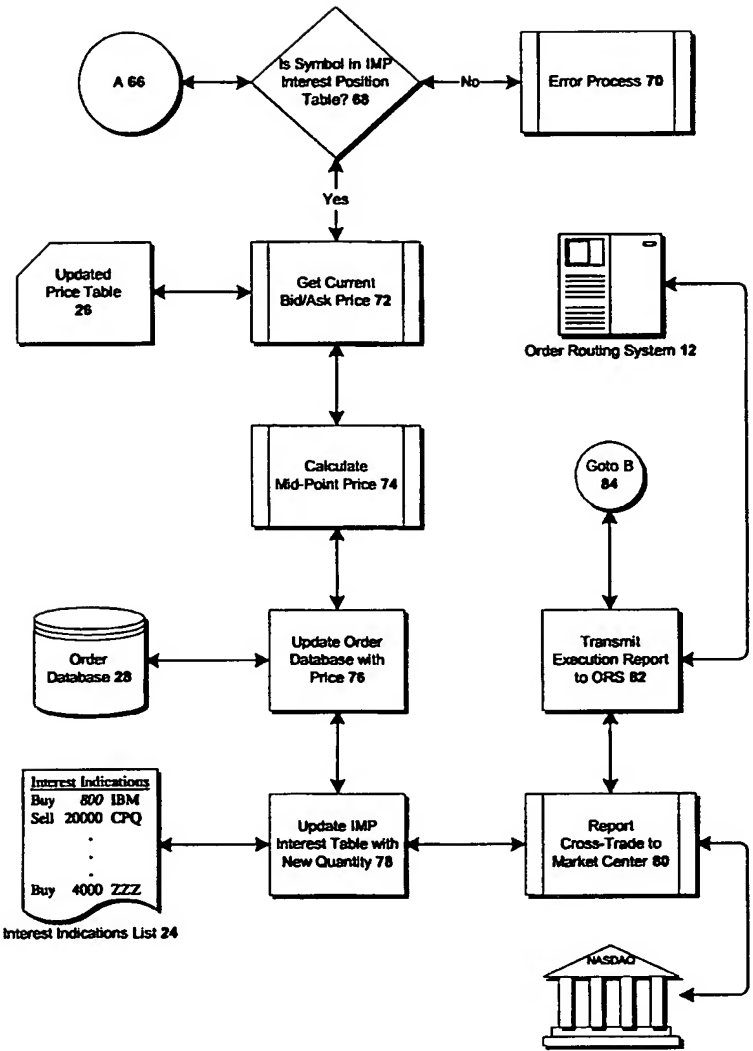 A 66
Is Symbol in IMP
Interest Position
Table? 68
No
Error Process 70
Yes
Updated
Price Table
26
Get Current
Bid/Ask Price 72
Order Routing System 12
Calculate
Mid-Point Price 74
Goto B
84
Order
Database 28
Update Order
Database with
Price 76
Transmit
Execution Report
to ORS 82
Interest Indications
Buy 800 IBM
Sell 20000 CPQ
.
.
.
Buy 4000 ZZZ
Update IMP
Interest Table with
New Quantity 78
Report
Cross-Trade to
Market Center 80
Interest Indications List 24
NASDAQ